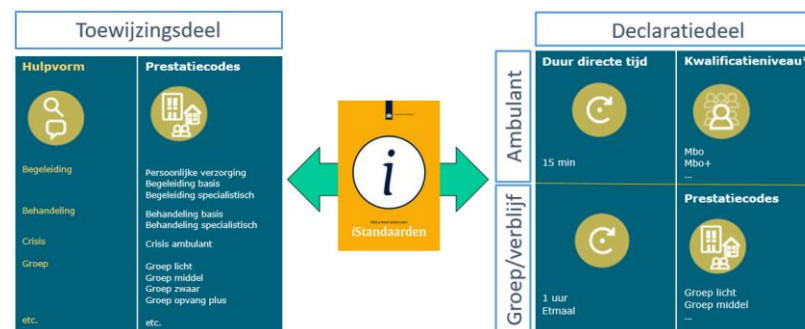 Toewijzingsdeel
Hulpvorm
Prestatiecodes
Begeleiding
Persoonlijke verzorging
Begeleiding basis
Begeleiding specialistisch
Behandeling
Behandeling basis
Behandeling specialistisch
Crisis
Crisis ambulant
Groep
Groep licht
Groep middel
Groep zwaar
Groep opvang plus
etc.
etc.
i
iStandaarden
Declaratiedeel
Ambulant
Duur directe tijd
Kwalificatieniveau*
15 min
Mbo
Mbo+
...
Groep/verblijf
Prestatiecodes
1 uur
Etmaal
Groep licht
Groep middel
...